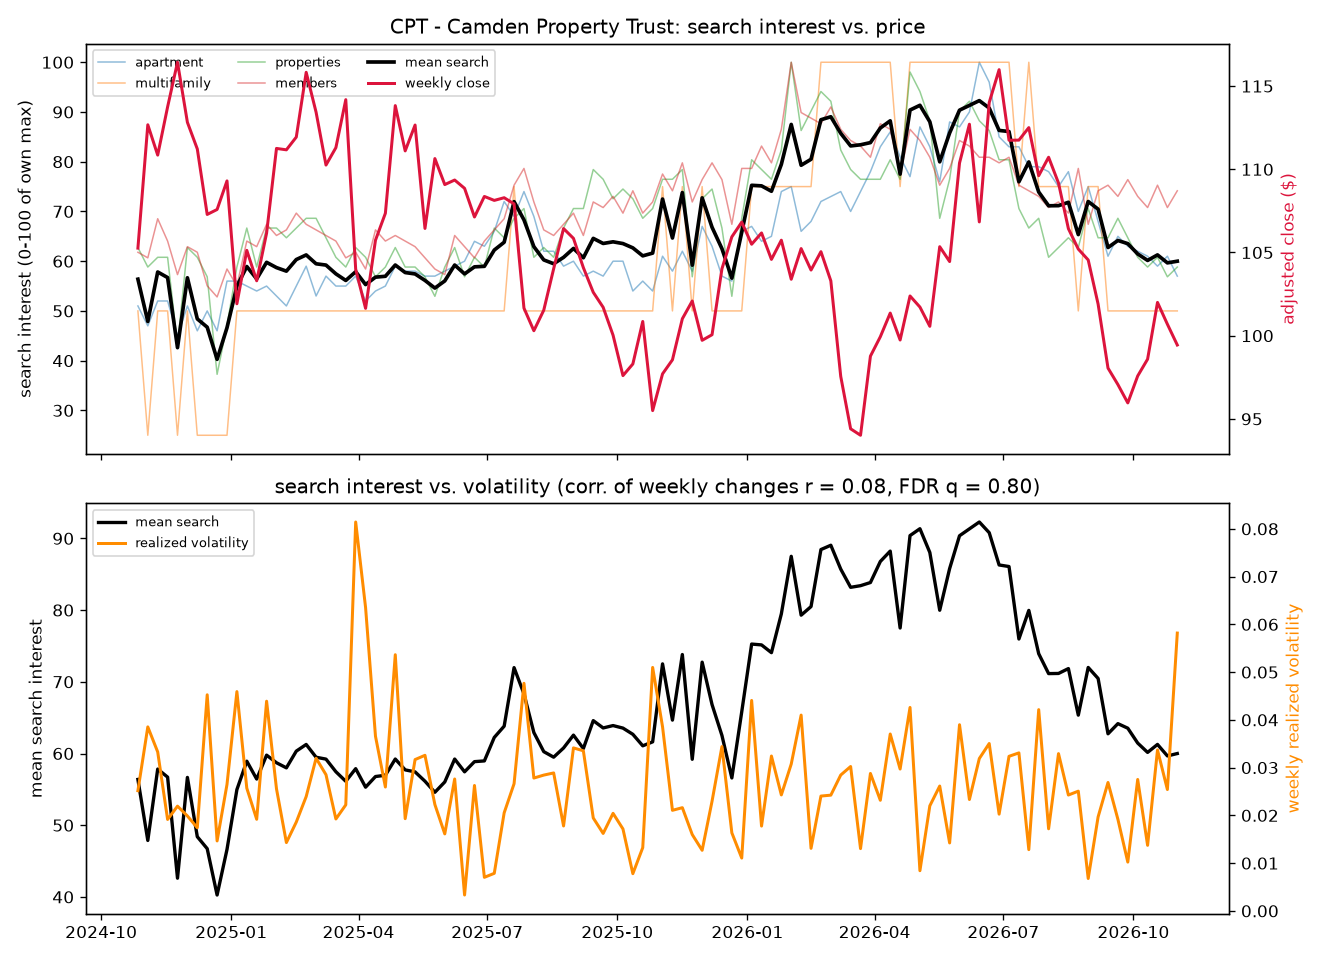 CPT - Camden Property Trust: search interest vs. price
apartment
multifamily
properties
members
mean search
weekly close
search interest (0-100 of own max)
100
90
80
70
60
50
40
30
115
110
105
100
95
adjusted close ($)
search interest vs. volatility (corr. of weekly changes r = 0.08, FDR q = 0.80)
mean search
realized volatility
mean search interest
90
80
70
60
50
40
0.08
0.07
0.06
0.05
0.04
0.03
0.02
0.01
0.00
weekly realized volatility
2024-10
2025-01
2025-04
2025-07
2025-10
2026-01
2026-04
2026-07
2026-10